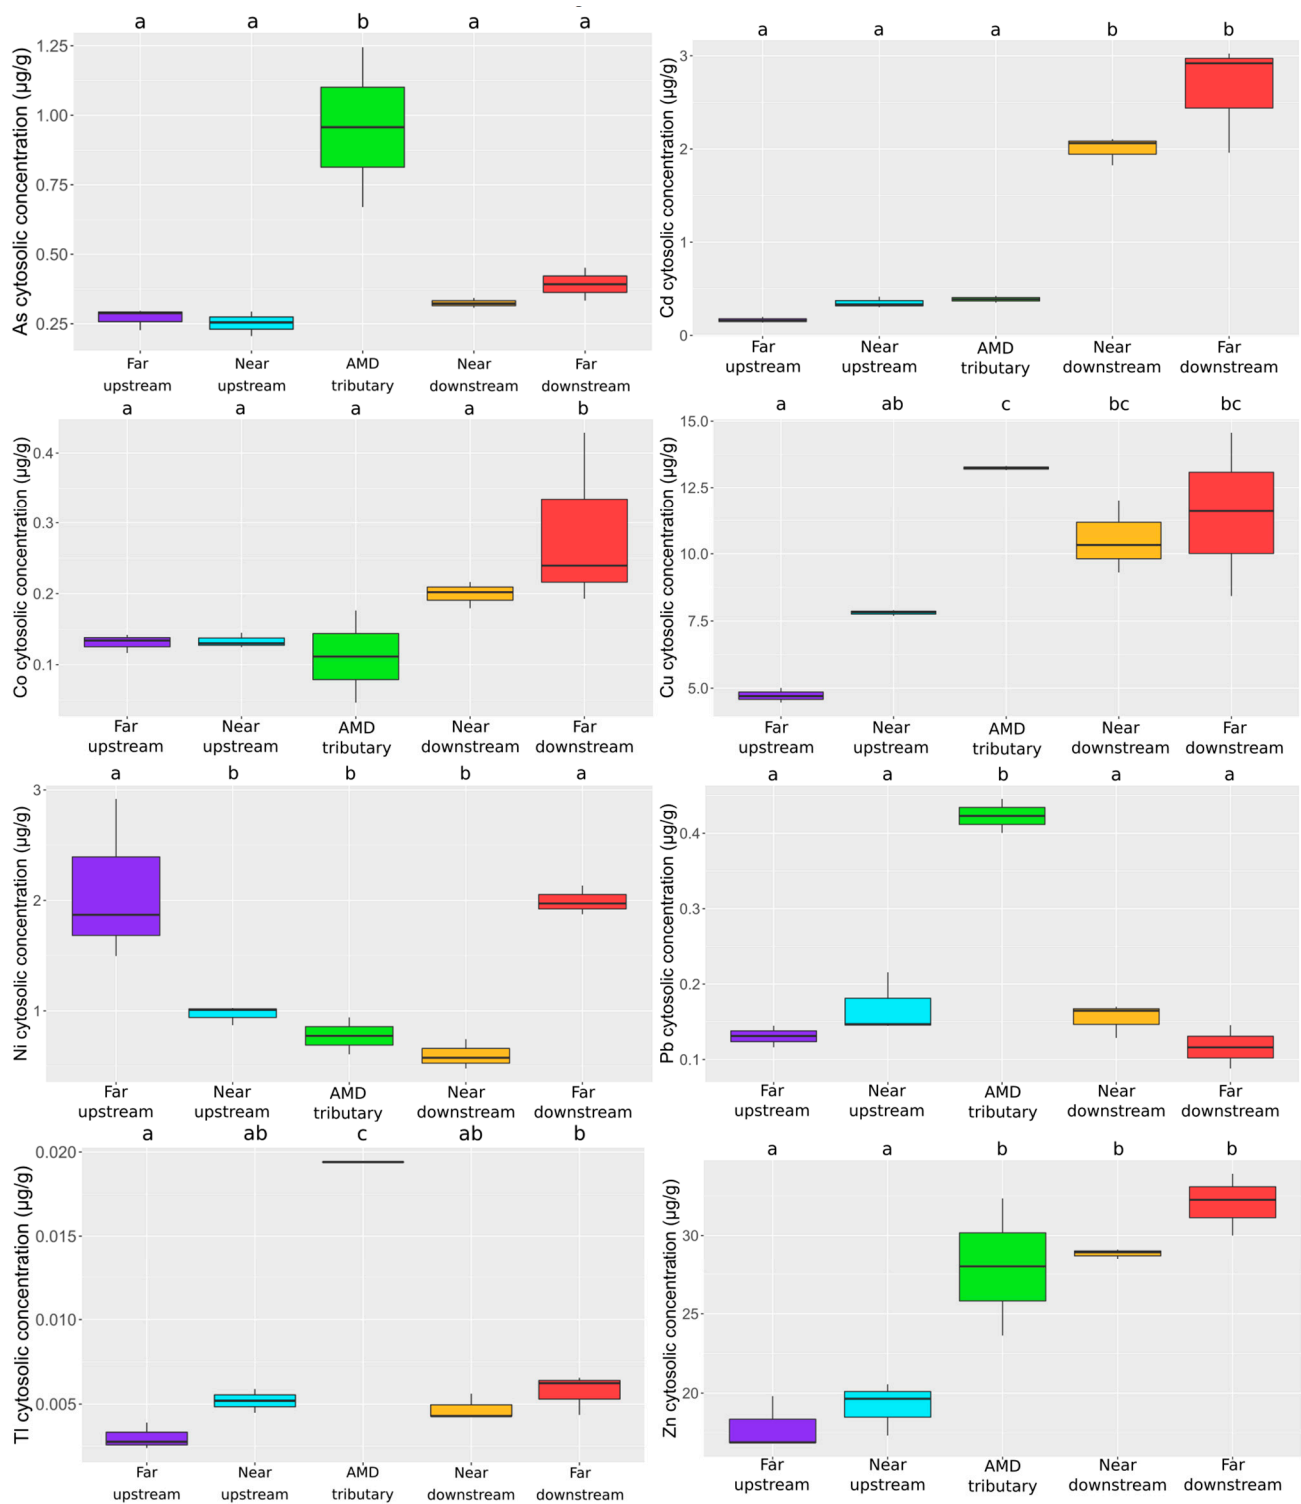 a a b a a
As cytosolic concentration (µg/g)
1.25
1.00
0.75
0.50
0.25
Far Near AMD Near Far
upstream upstream tributary downstream downstream
a a a b b
Cd cytosolic concentration (µg/g)
3
2
1
0
Far Near AMD Near Far
upstream upstream tributary downstream downstream
a a a a b
Co cytosolic concentration (µg/g)
0.4
0.3
0.2
0.1
Far Near AMD Near Far
upstream upstream tributary downstream downstream
a ab c bc bc
Cu cytosolic concentration (µg/g)
15.0
12.5
10.0
7.5
5.0
Far Near AMD Near Far
upstream upstream tributary downstream downstream
a b b b a
Ni cytosolic concentration (µg/g)
3
2
1
Far Near AMD Near Far
upstream upstream tributary downstream downstream
a a b a a
Pb cytosolic concentration (µg/g)
0.4
0.3
0.2
0.1
Far Near AMD Near Far
upstream upstream tributary downstream downstream
a ab c ab b
Tl cytosolic concentration (µg/g)
0.020
0.015
0.010
0.005
Far Near AMD Near Far
upstream upstream tributary downstream downstream
a a b b b
Zn cytosolic concentration (µg/g)
30
25
20
Far Near AMD Near Far
upstream upstream tributary downstream downstream